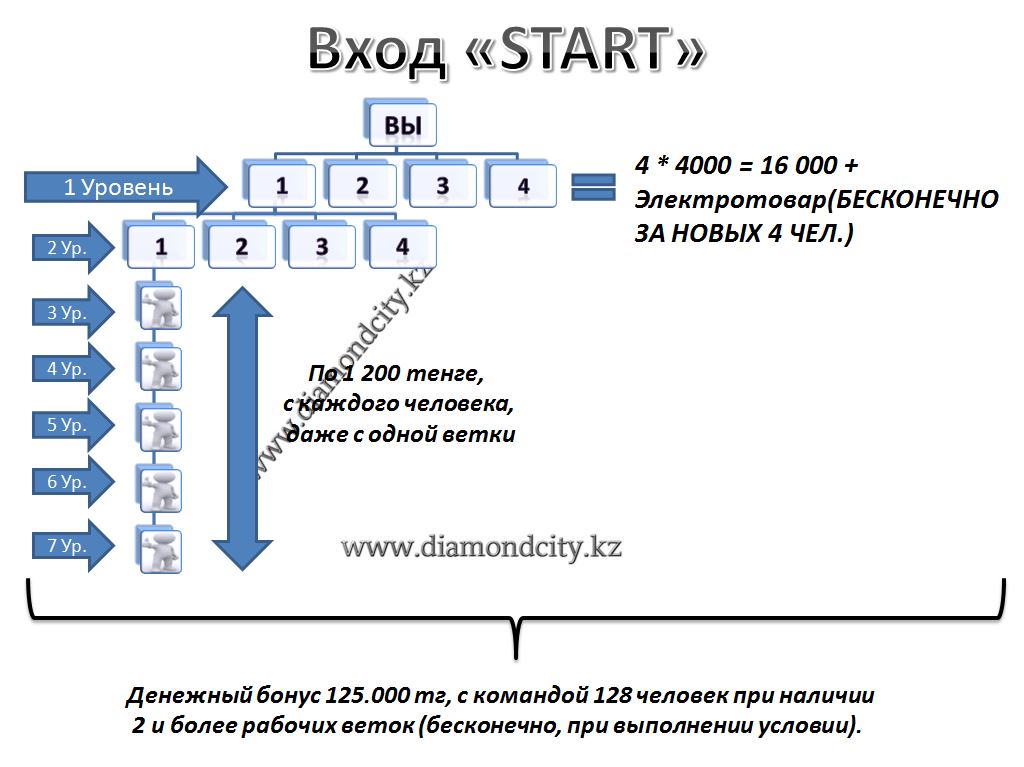 Вход «START»
ВЫ
1 Уровень
1
2
3
4
4 * 4000 = 16 000 +
Электротовар(БЕСКОНЕЧНО
ЗА НОВЫХ 4 ЧЕЛ.)
2 Ур.
1
2
3
4
3 Ур.
4 Ур.
5 Ур.
6 Ур.
7 Ур.
www.diamondcity.kz
По 1 200 тенге,
с каждого человека,
даже с одной ветки
www.diamondcity.kz
Денежный бонус 125.000 тг, с командой 128 человек при наличии
2 и более рабочих веток (бесконечно, при выполнении условии).